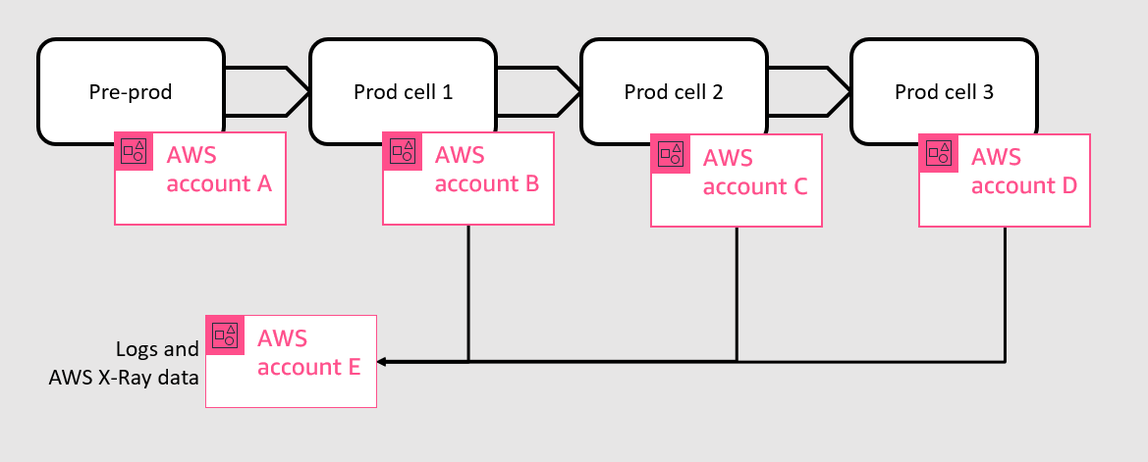 Pre-prod
Prod cell 1
Prod cell 2
Prod cell 3
AWS
account A
AWS
account B
AWS
account C
AWS
account D
Logs and
AWS X-Ray data
AWS
account E